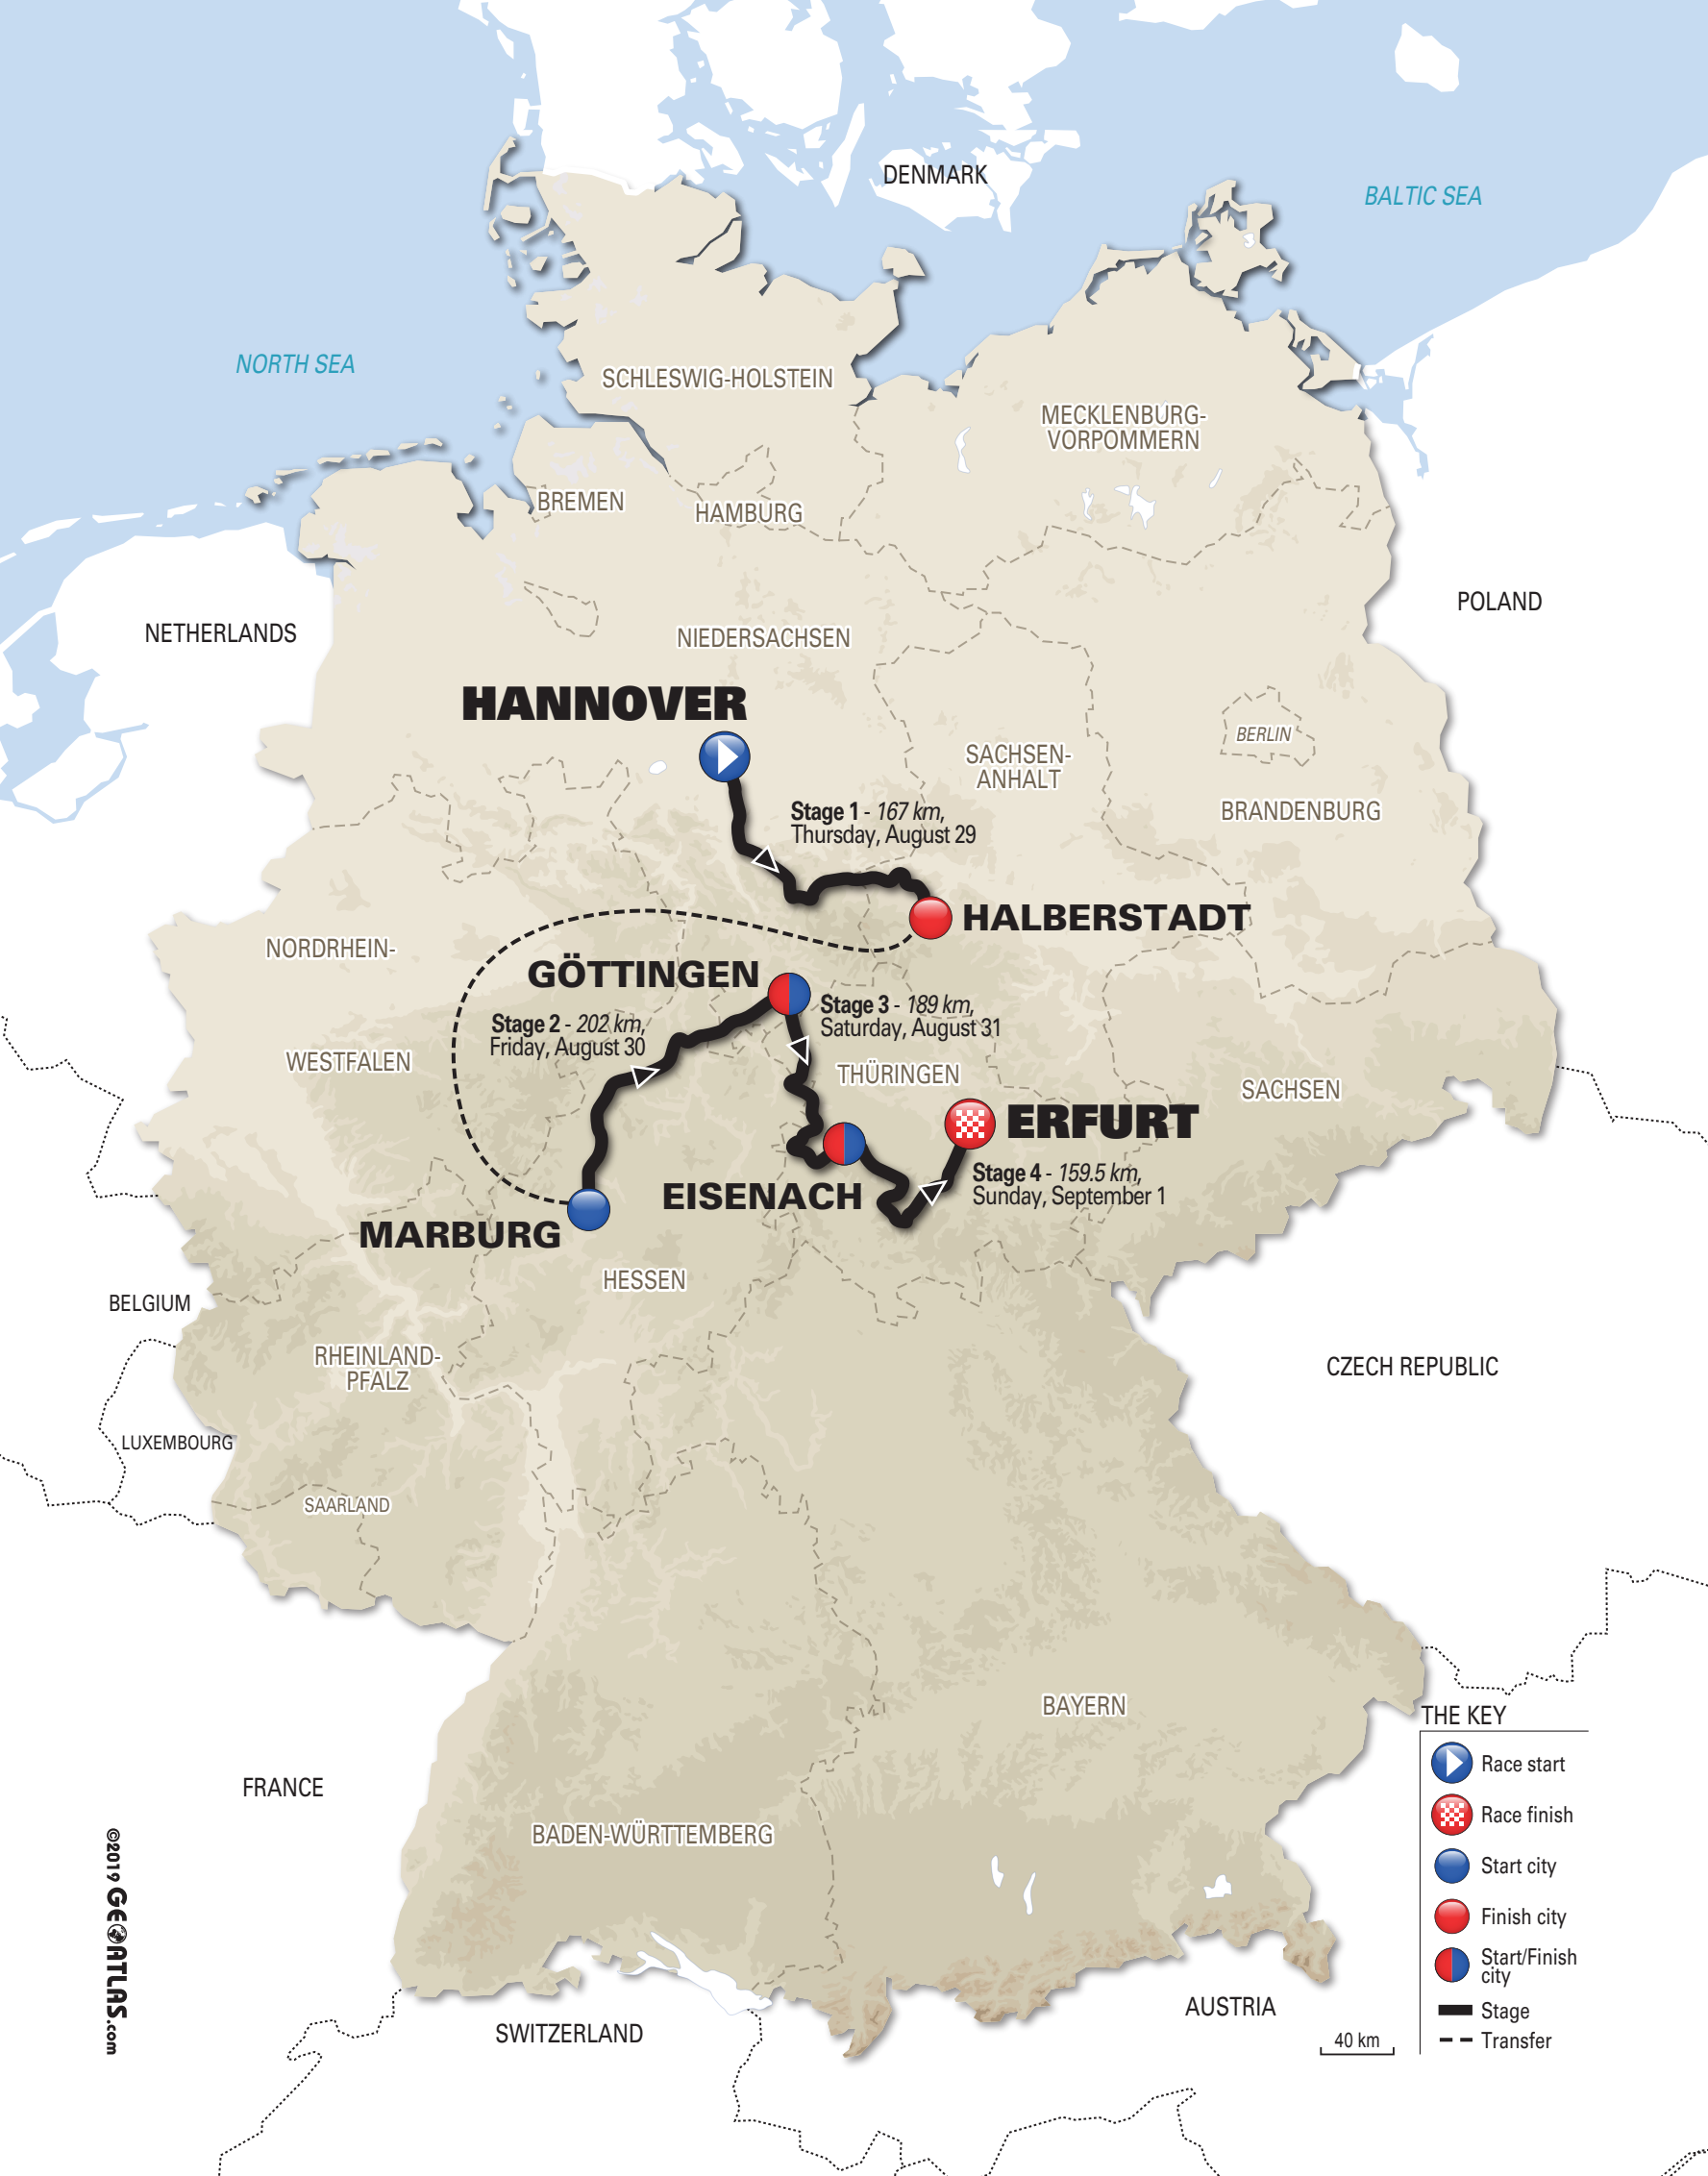 DENMARK
BALTIC SEA
NORTH SEA
SCHLESWIG-HOLSTEIN
MECKLENBURG-
VORPOMMERN
BREMEN
HAMBURG
POLAND
NETHERLANDS
NIEDERSACHSEN
HANNOVER
BERLIN
SACHSEN-
ANHALT
BRANDENBURG
Stage 1 - 167 km,
Thursday, August 29
HALBERSTADT
NORDRHEIN-
GÖTTINGEN
Stage 3 - 189 km,
Saturday, August 31
Stage 2 - 202 km,
Friday, August 30
WESTFALEN
THÜRINGEN
SACHSEN
ERFURT
Stage 4 - 159.5 km,
Sunday, September 1
EISENACH
MARBURG
HESSEN
BELGIUM
RHEINLAND-
PFALZ
CZECH REPUBLIC
LUXEMBOURG
SAARLAND
BAYERN
FRANCE
BADEN-WÜRTTEMBERG
SWITZERLAND
AUSTRIA
40 km
THE KEY
Race start
Race finish
Start city
Finish city
Start/Finish
city
Stage
Transfer
©2019 GEOATLAS.com